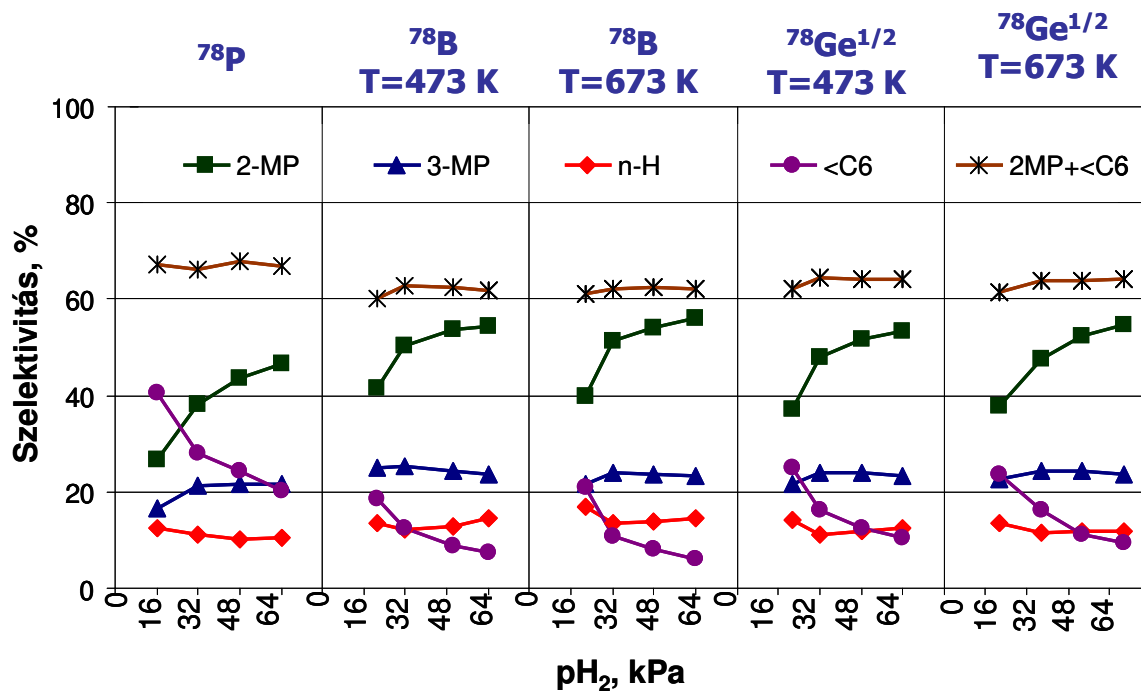 ⁷⁸P
⁷⁸B
T=473 K
⁷⁸B
T=673 K
⁷⁸Ge¹/²
T=473 K
⁷⁸Ge¹/²
T=673 K
100
80
60
40
20
0
Szelektivitás, %
2-MP
3-MP
n-H
<C6
2MP+<C6
0 16 32 48 64
0 16 32 48 64
0 16 32 48 64
0 16 32 48 64
0 16 32 48 64
pH₂, kPa